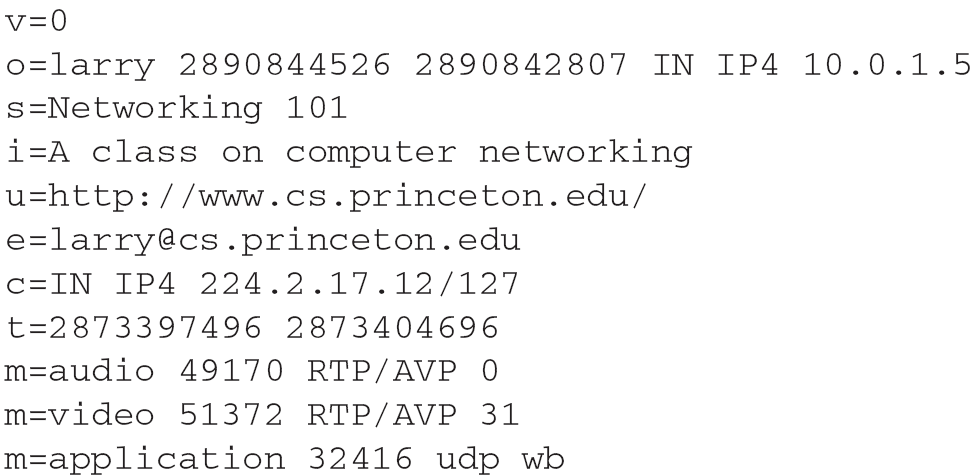 v=0
o=larry 2890844526 2890842807 IN IP4 10.0.1.5
s=Networking 101
i=A class on computer networking
u=http://www.cs.princeton.edu/
e=larry@cs.princeton.edu
c=IN IP4 224.2.17.12/127
t=2873397496 2873404696
m=audio 49170 RTP/AVP 0
m=video 51372 RTP/AVP 31
m=application 32416 udp wb